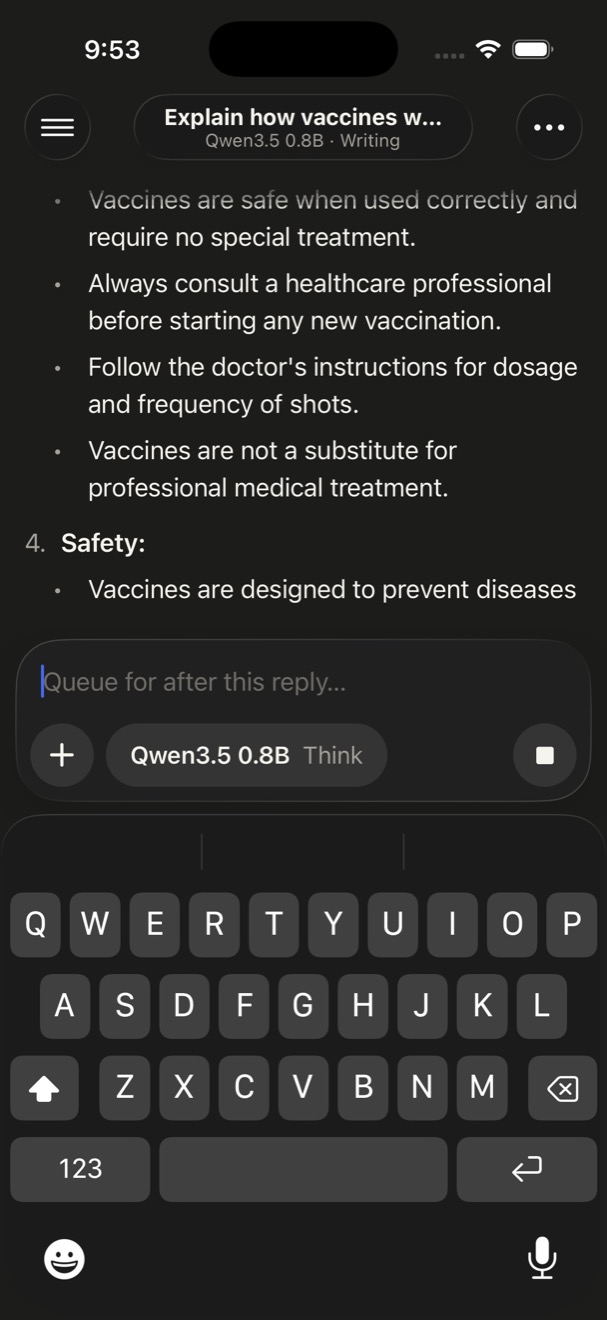 9:53
Explain how vaccines w...
Qwen3.5 0.8B · Writing
• Vaccines are safe when used correctly and
require no special treatment.
• Always consult a healthcare professional
before starting any new vaccination.
• Follow the doctor's instructions for dosage
and frequency of shots.
• Vaccines are not a substitute for
professional medical treatment.
4. Safety:
• Vaccines are designed to prevent diseases
Queue for after this reply...
Qwen3.5 0.8B Think
Q W E R T Y U I O P
A S D F G H J K L
Z X C V B N M
123